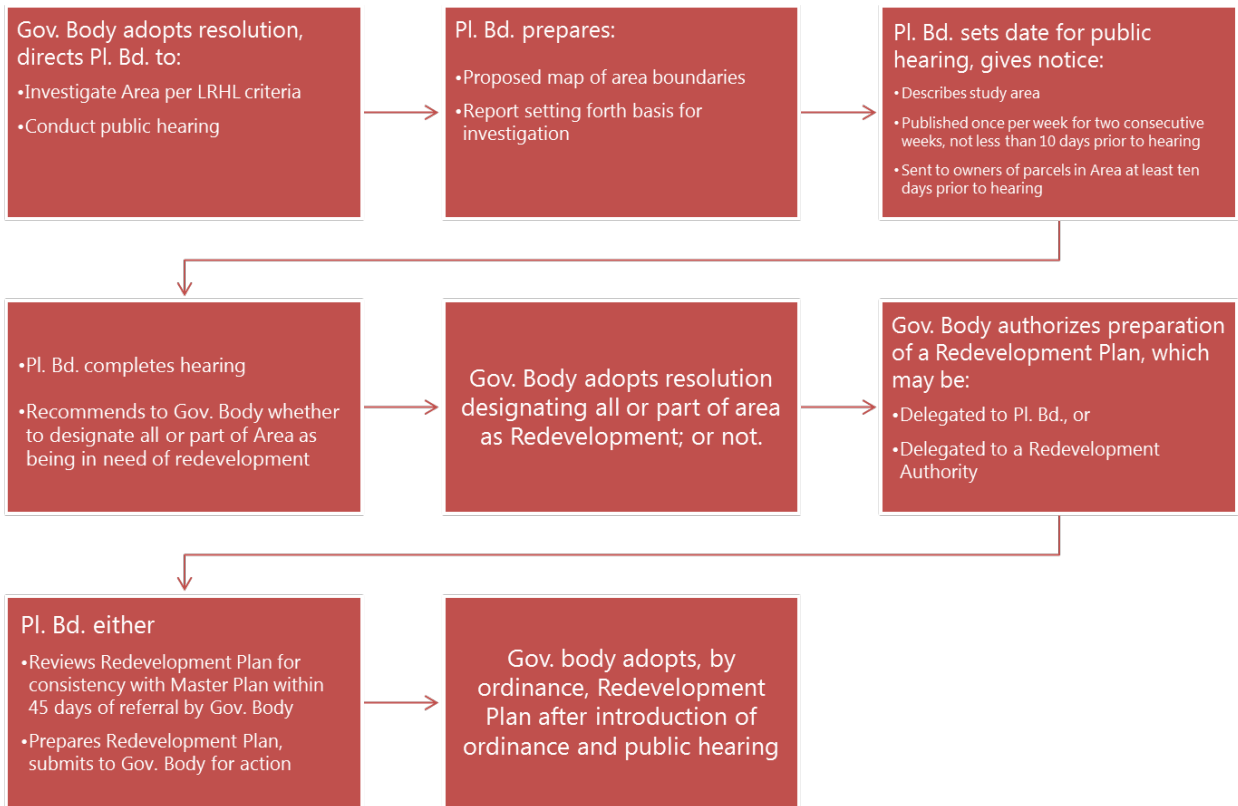 Gov. Body adopts resolution,
directs Pl. Bd. to:
•Investigate Area per LRHL criteria
•Conduct public hearing
Pl. Bd. prepares:
•Proposed map of area boundaries
•Report setting forth basis for
investigation
Pl. Bd. sets date for public
hearing, gives notice:
•Describes study area
•Published once per week for two consecutive
weeks, not less than 10 days prior to hearing
•Sent to owners of parcels in Area at least ten
days prior to hearing
•Pl. Bd. completes hearing
•Recommends to Gov. Body whether
to designate all or part of Area as
being in need of redevelopment
Gov. Body adopts resolution
designating all or part of area
as Redevelopment; or not.
Gov. Body authorizes preparation
of a Redevelopment Plan, which
may be:
•Delegated to Pl. Bd., or
•Delegated to a Redevelopment
Authority
Pl. Bd. either
•Reviews Redevelopment Plan for
consistency with Master Plan within
45 days of referral by Gov. Body
•Prepares Redevelopment Plan,
submits to Gov. Body for action
Gov. body adopts, by
ordinance, Redevelopment
Plan after introduction of
ordinance and public hearing